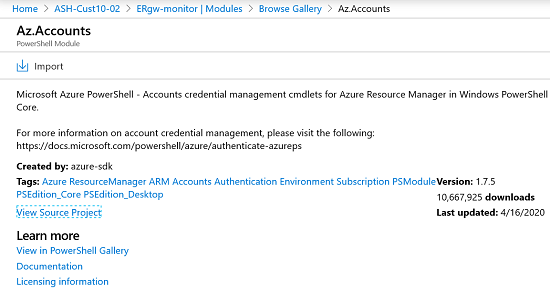 Home > ASH-Cust10-02 > ERgw-monitor | Modules > Browse Gallery > Az.Accounts
Az.Accounts
PowerShell Module
Import
Microsoft Azure PowerShell - Accounts credential management cmdlets for Azure Resource Manager in Windows PowerShell
Core.
For more information on account credential management, please visit the following:
https://docs.microsoft.com/powershell/azure/authenticate-azureps
Created by: azure-sdk
Tags: Azure ResourceManager ARM Accounts Authentication Environment Subscription PSModule Version: 1.7.5
PSEdition_Core PSEdition_Desktop 10,667,925 downloads
View Source Project Last updated: 4/16/2020
Learn more
View in PowerShell Gallery
Documentation
Licensing information